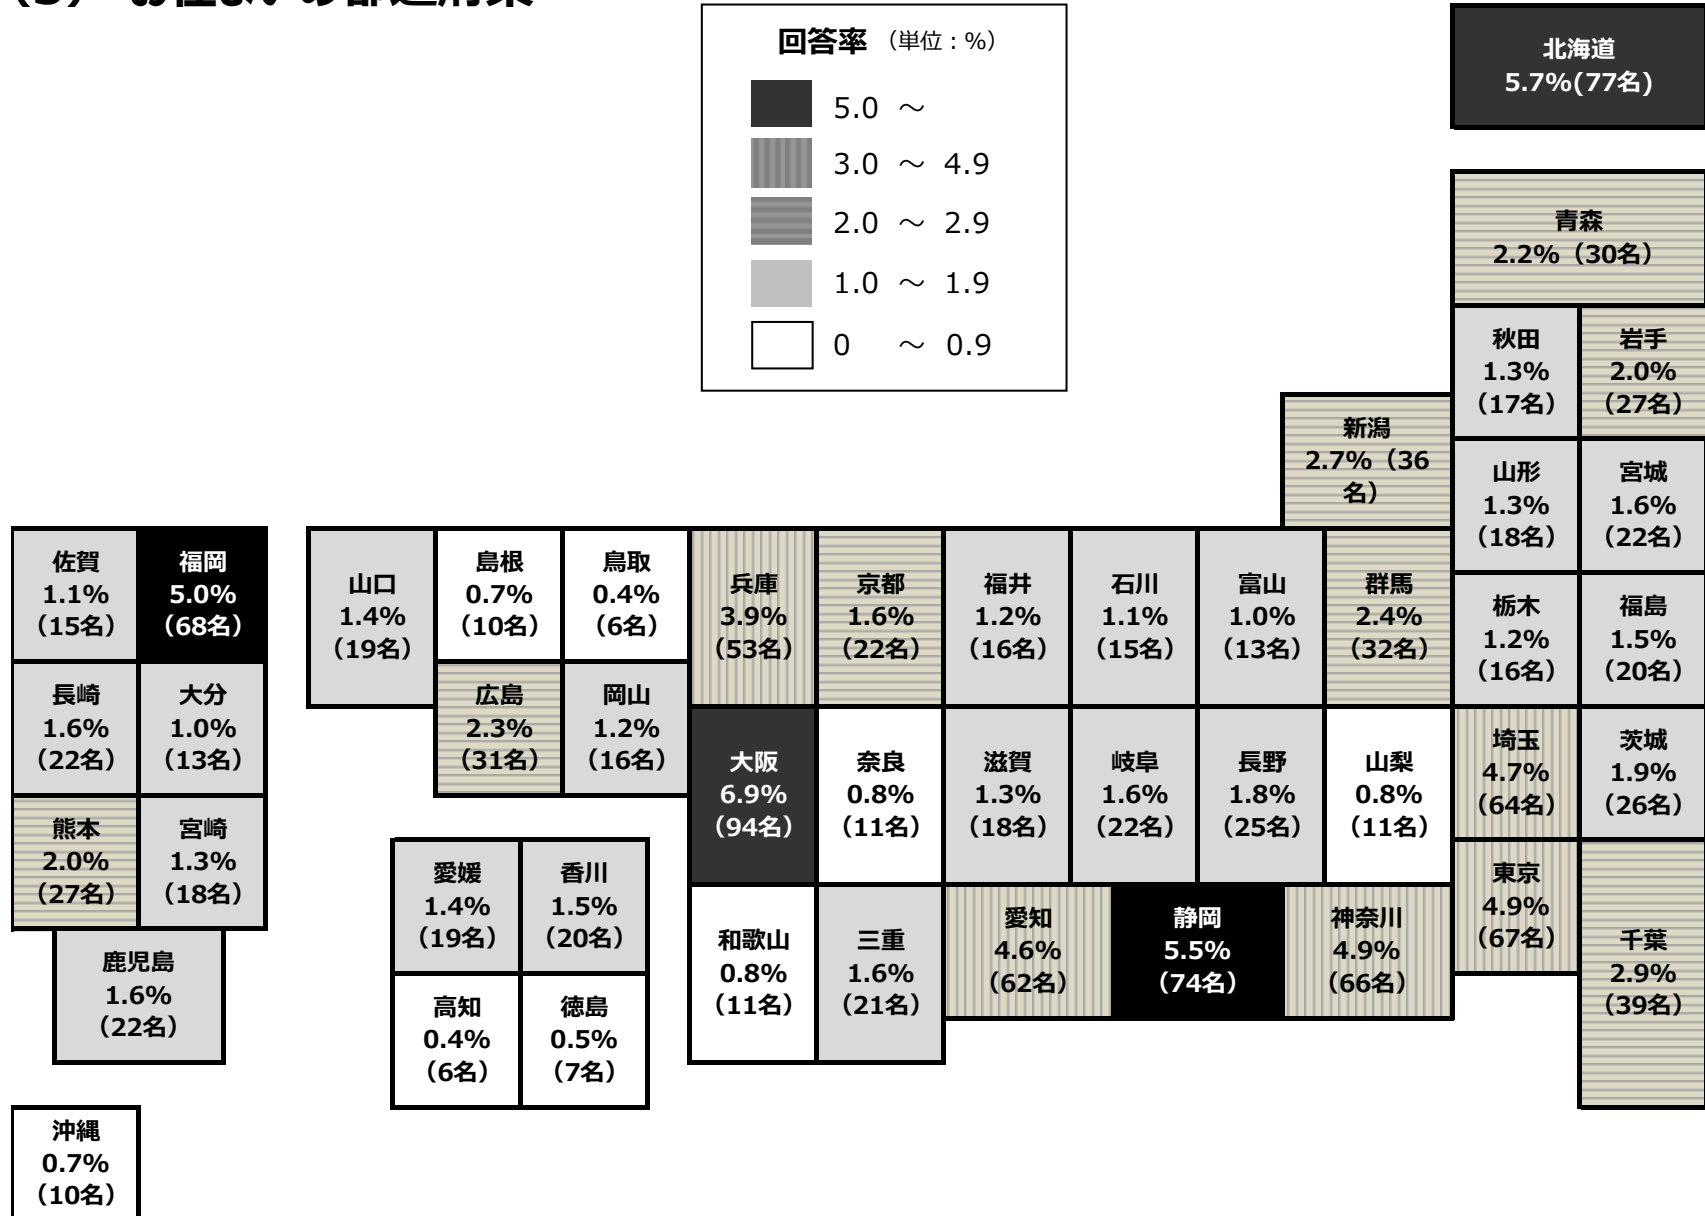 回答率 （単位：%）
5.0 ～
3.0 ～ 4.9
2.0 ～ 2.9
1.0 ～ 1.9
0 ～ 0.9
北海道
5.7%(77名)
青森
2.2%（30名）
秋田
1.3%
（17名）
岩手
2.0%
（27名）
新潟
2.7%（36
名）
山形
1.3%
（18名）
宮城
1.6%
（22名）
佐賀
1.1%
（15名）
福岡
5.0%
（68名）
山口
1.4%
（19名）
島根
0.7%
（10名）
鳥取
0.4%
（6名）
兵庫
3.9%
（53名）
京都
1.6%
（22名）
福井
1.2%
（16名）
石川
1.1%
（15名）
富山
1.0%
（13名）
群馬
2.4%
（32名）
栃木
1.2%
（16名）
福島
1.5%
（20名）
長崎
1.6%
（22名）
大分
1.0%
（13名）
広島
2.3%
（31名）
岡山
1.2%
（16名）
大阪
6.9%
（94名）
奈良
0.8%
（11名）
滋賀
1.3%
（18名）
岐阜
1.6%
（22名）
長野
1.8%
（25名）
山梨
0.8%
（11名）
埼玉
4.7%
（64名）
茨城
1.9%
（26名）
熊本
2.0%
（27名）
宮崎
1.3%
（18名）
愛媛
1.4%
（19名）
香川
1.5%
（20名）
和歌山
0.8%
（11名）
三重
1.6%
（21名）
愛知
4.6%
（62名）
静岡
5.5%
（74名）
神奈川
4.9%
（66名）
東京
4.9%
（67名）
千葉
2.9%
（39名）
鹿児島
1.6%
（22名）
高知
0.4%
（6名）
徳島
0.5%
（7名）
沖縄
0.7%
（10名）